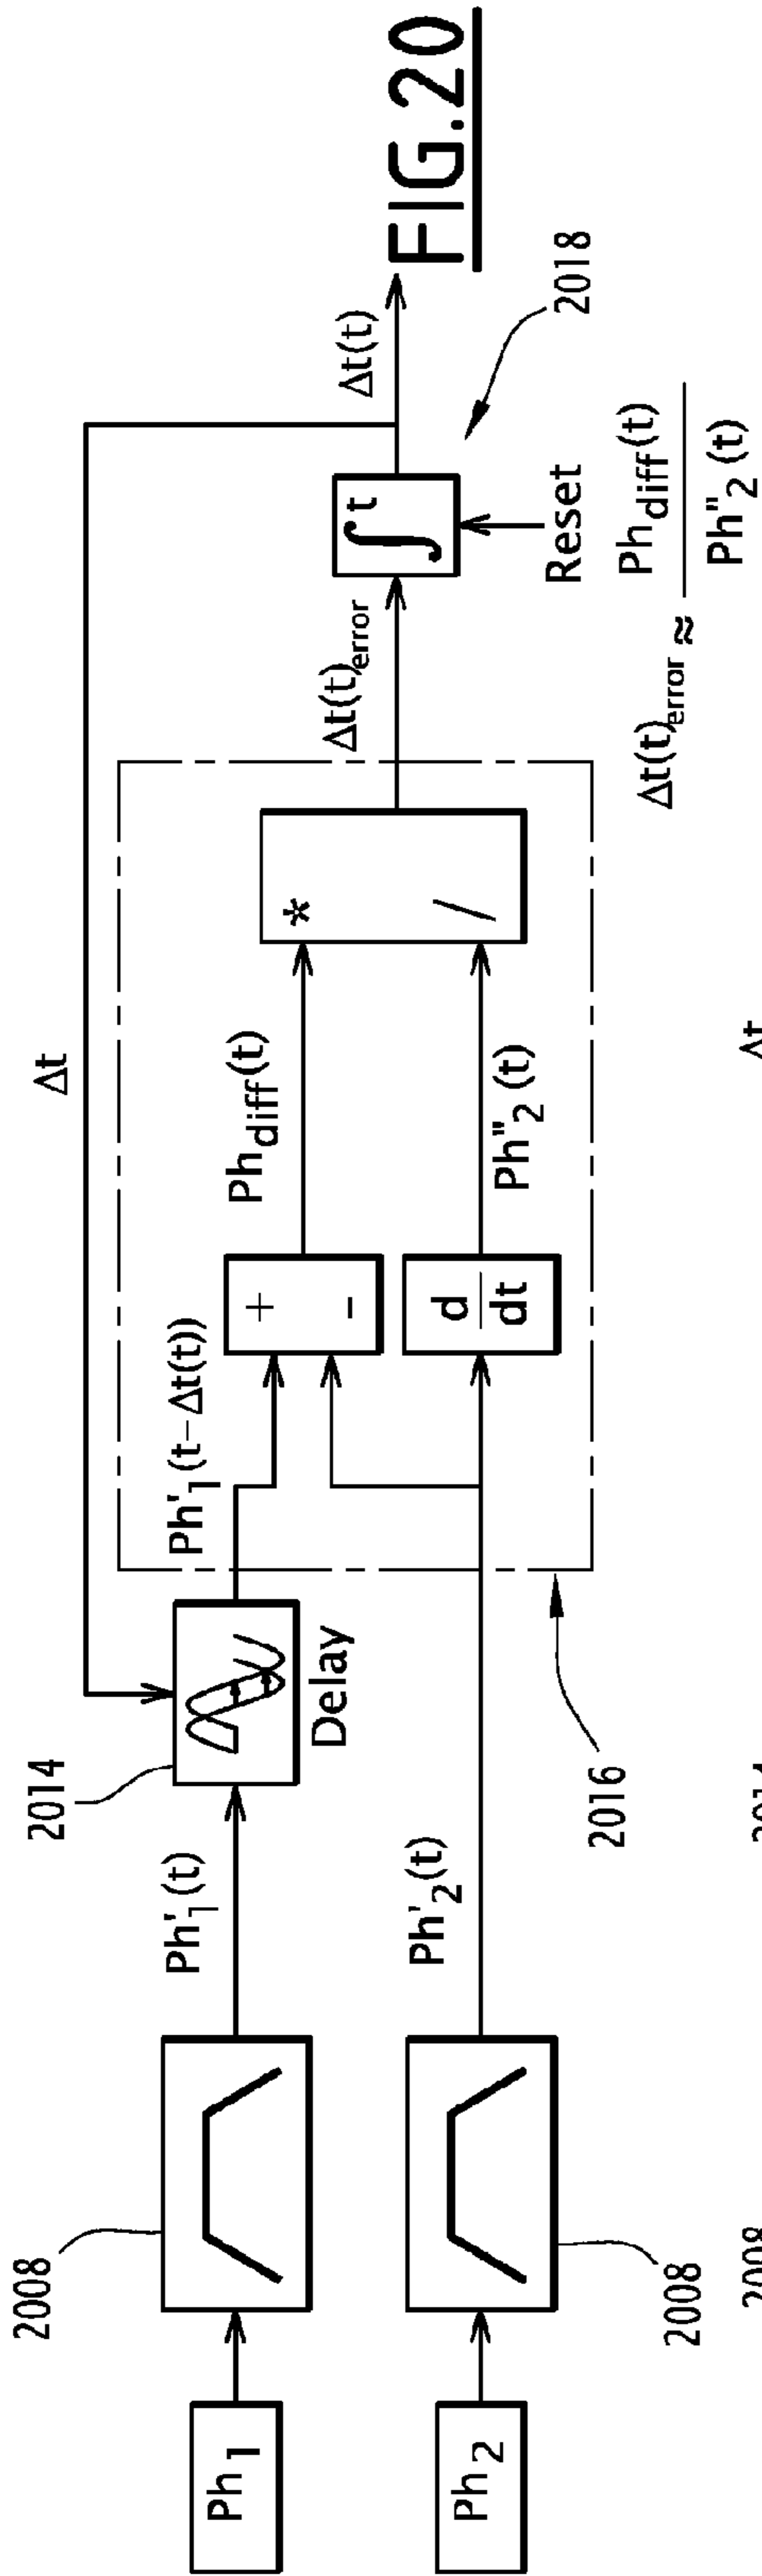 Δt
2014
2008
Ph1
Ph'1(t)
Delay
Ph'1(t-Δt(t))
+
-
Phdiff(t)
*
/
Δt(t)error
∫t
Δt(t)
FIG.20
Reset
2018
Ph2
2008
Ph'2(t)
d
dt
Ph"2(t)
2016
Δt(t)error ≈ Phdiff(t)
Ph"2(t)